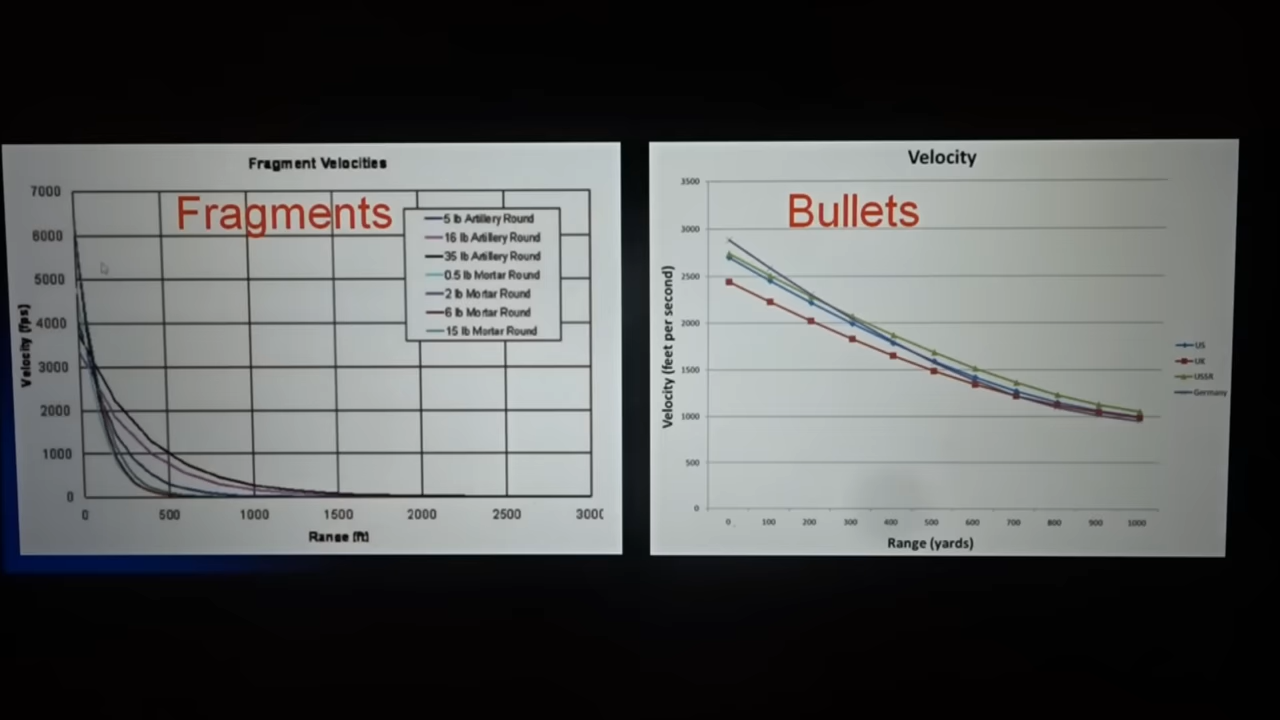 Fragment Velocities
Fragments
7000
6000
5000
4000
3000
2000
1000
0
Velocity (fps)
5 lb Artillery Round
16 lb Artillery Round
35 lb Artillery Round
0.5 lb Mortar Round
2 lb Mortar Round
6 lb Mortar Round
15 lb Mortar Round
0 500 1000 1500 2000 2500 3000
Range (ft)
Velocity
Bullets
3500
3000
2500
2000
1500
1000
500
0
Velocity (feet per second)
US
UK
USSR
Germany
0 100 200 300 400 500 600 700 800 900 1000
Range (yards)